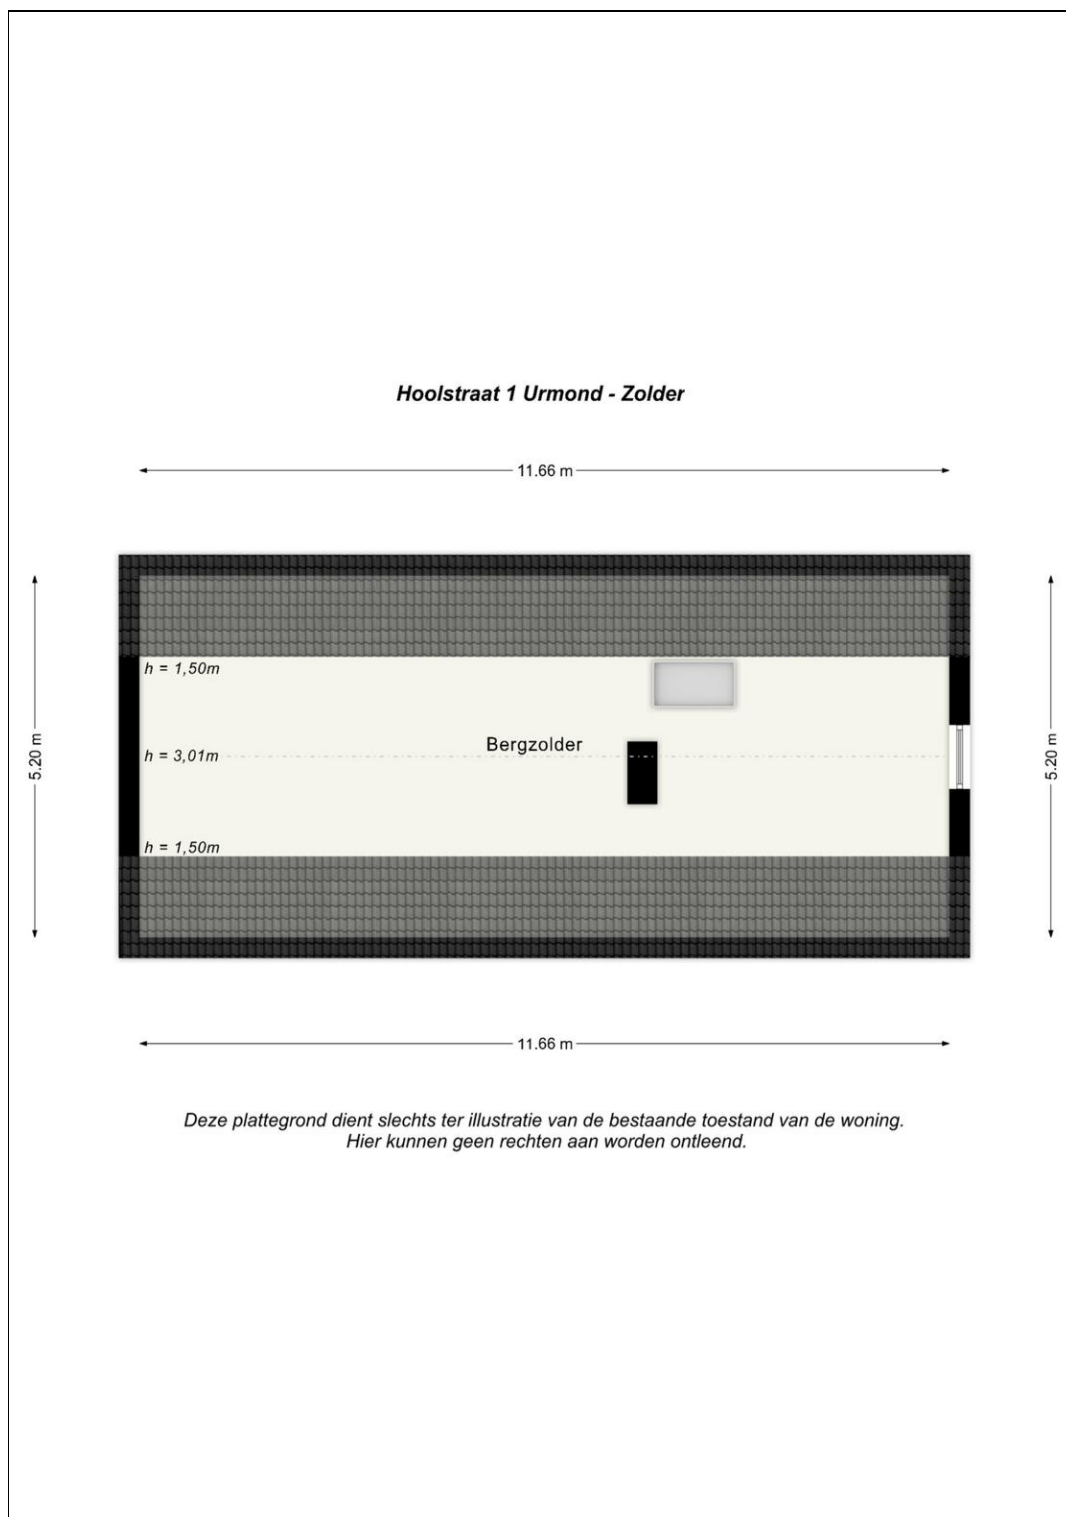 Hoolstraat 1 Urmond - Zolder
11.66 m
5.20 m
5.20 m
h = 1,50m
Bergzolder
h = 3,01m
h = 1,50m
11.66 m
Deze plattegrond dient slechts ter illustratie van de bestaande toestand van de woning.
Hier kunnen geen rechten aan worden ontleend.